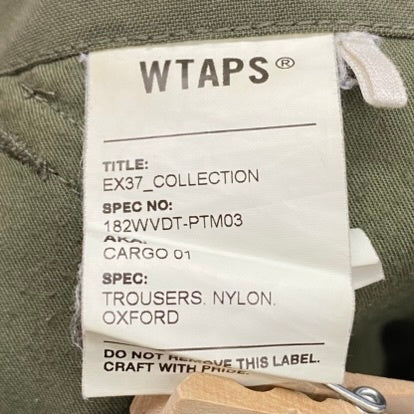 WTAPS®
TITLE:
EX37_COLLECTION
SPEC NO:
182WVDT-PTM03
AKA:
CARGO 01
SPEC:
TROUSERS. NYLON.
OXFORD
DO NOT REMOVE THIS LABEL.
CRAFT WITH PRIDE.